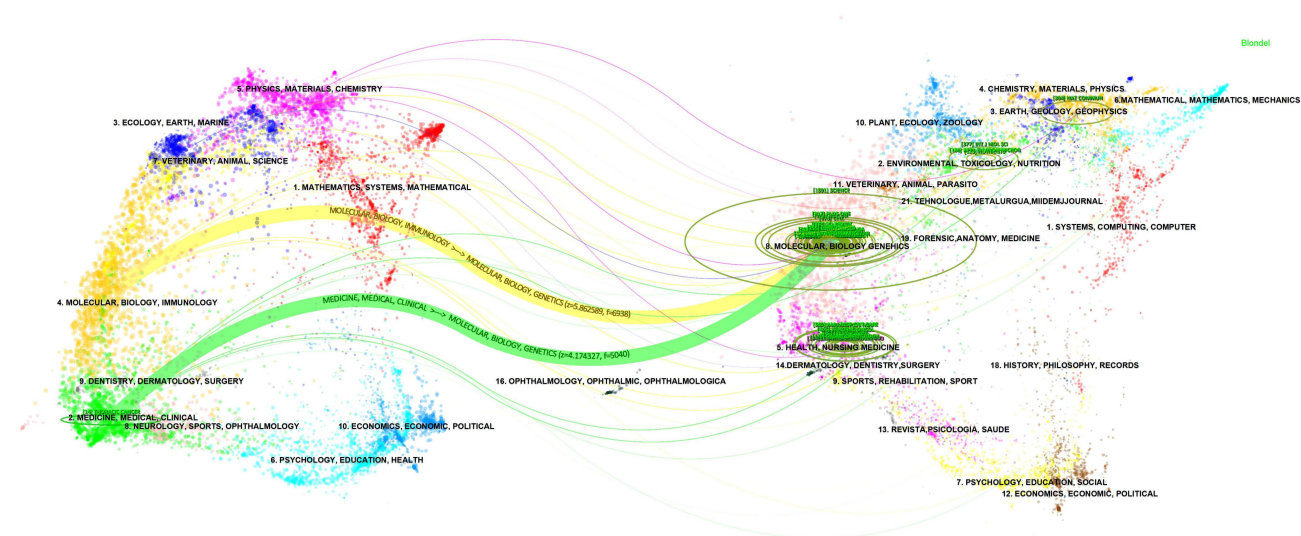 Blondel
5. PHYSICS, MATERIALS, CHEMISTRY
4. CHEMISTRY, MATERIALS, PHYSICS
6.MATHEMATICAL, MATHEMATICS, MECHANICS
3. EARTH, GEOLOGY, GEOPHYSICS
3. ECOLOGY, EARTH, MARINE
10. PLANT, ECOLOGY, ZOOLOGY
7. VETERINARY, ANIMAL, SCIENCE
2. ENVIRONMENTAL, TOXICOLOGY, NUTRITION
1. MATHEMATICS, SYSTEMS, MATHEMATICAL
11. VETERINARY, ANIMAL, PARASITO
SCIENCE
21. TEHNOLOGUE,METALURGUA,MIIDEMJJOURNAL
MOLECULAR, BIOLOGY, IMMUNOLOGY >---> MOLECULAR, BIOLOGY, GENETICS (z=5.862589, f=6938)
1. SYSTEMS, COMPUTING, COMPUTER
19. FORENSIC,ANATOMY, MEDICINE
8. MOLECULAR, BIOLOGY GENEHICS
4. MOLECULAR, BIOLOGY, IMMUNOLOGY
MEDICINE, MEDICAL, CLINICAL >---> MOLECULAR, BIOLOGY, GENETICS (z=4.174327, f=5040)
5. HEALTH, NURSING MEDICINE
14.DERMATOLOGY, DENTISTRY,SURGERY
18. HISTORY, PHILOSOPHY, RECORDS
9. DENTISTRY, DERMATOLOGY, SURGERY
16. OPHTHALMOLOGY, OPHTHALMIC, OPHTHALMOLOGICA
9. SPORTS, REHABILITATION, SPORT
2. MEDICINE, MEDICAL, CLINICAL
8. NEUROLOGY, SPORTS, OPHTHALMOLOGY
10. ECONOMICS, ECONOMIC, POLITICAL
13. REVISTA,PSICOLOGIA, SAUDE
6. PSYCHOLOGY, EDUCATION, HEALTH
7. PSYCHOLOGY, EDUCATION, SOCIAL
12. ECONOMICS, ECONOMIC, POLITICAL